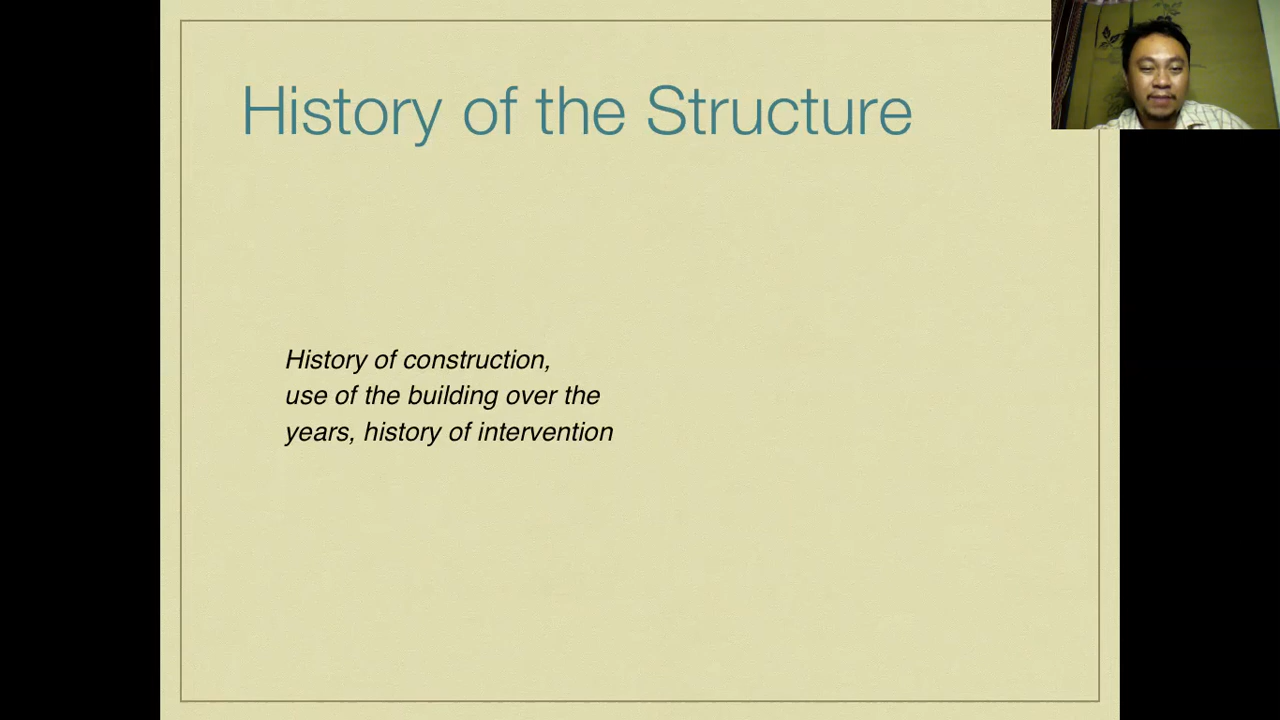 History of the Structure
History of construction,
use of the building over the
years, history of intervention